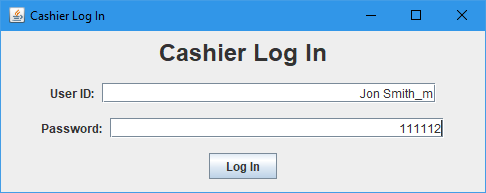 Cashier Log In
Cashier Log In
User ID: Jon Smith_m
Password: 111112
Log In